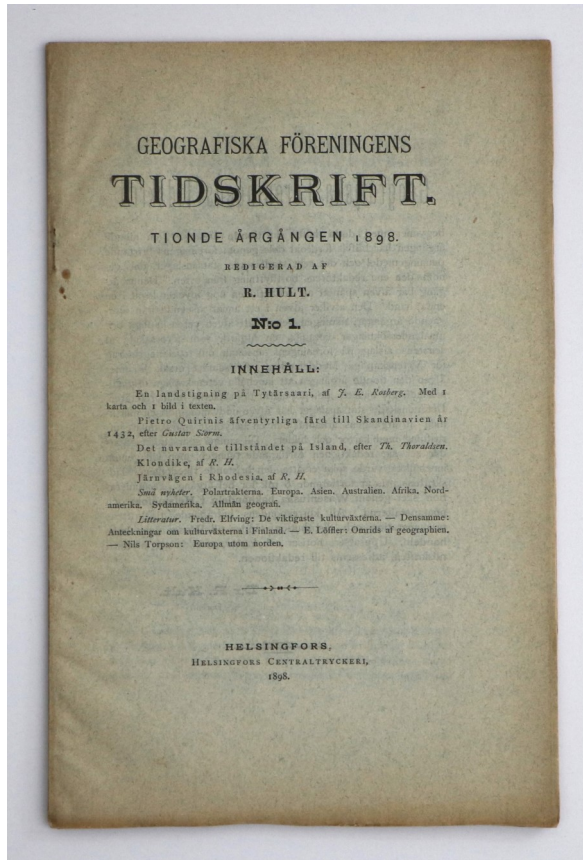 GEOGRAFISKA FÖRENINGENS
TIDSKRIFT.
TIONDE ÅRGÅNGEN 1898.
REDIGERAD AF
R. HULT.
N:o 1.
INNEHÅLL:
En landstigning på Tytärsaari, af J. E. Rosberg. Med 1
karta och 1 bild i texten.
Pietro Quirinis äfventyrliga färd till Skandinavien år
1432, efter Gustav Storm.
Det nuvarande tillståndet på Island, efter Th. Thoraldsen.
Klondike, af R. H.
Järnvägen i Rhodesia, af R. H.
Små nyheter. Polartrakterna. Europa. Asien. Australien. Afrika. Nord-
amerika. Sydamerika. Allmän geografi.
Litteratur. Fredr. Elfving: De viktigaste kulturväxterna. — Densamme:
Anteckningar om kulturväxterna i Finland. — E. Löffler: Omrids af geographien.
— Nils Torpson: Europa utom norden.
HELSINGFORS,
HELSINGFORS CENTRALTRYCKERI,
1898.